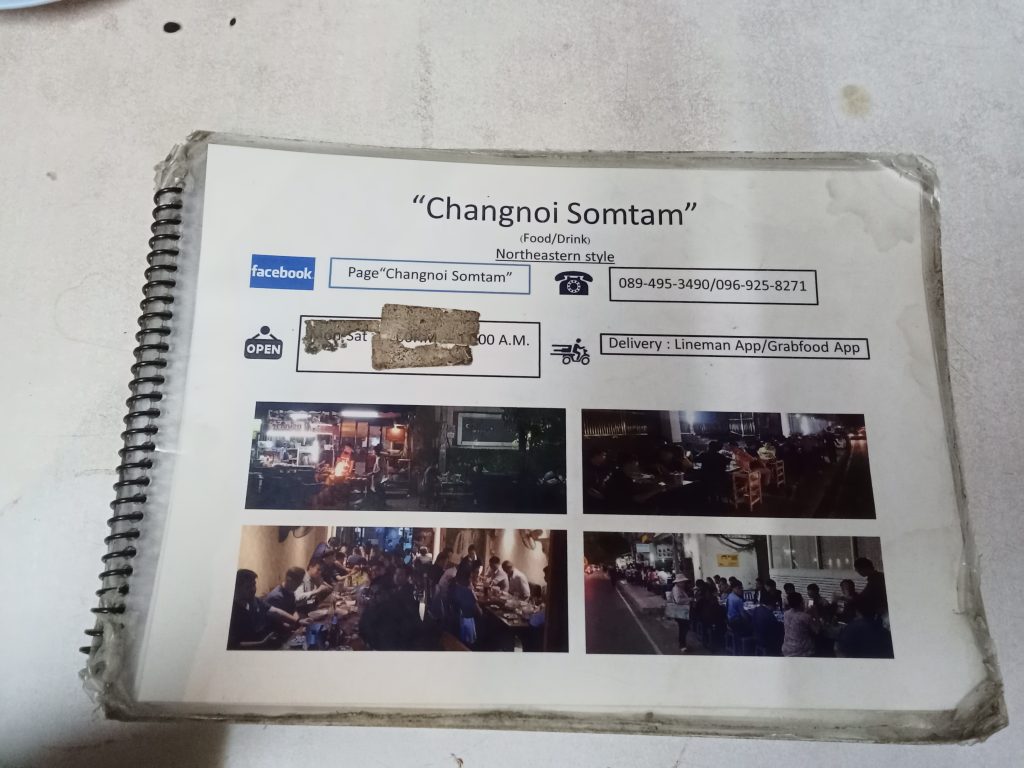 “Changnoi Somtam”
(Food/Drink)
Northeastern style
facebook
Page“Changnoi Somtam”
089-495-3490/096-925-8271
OPEN
Sat 00 A.M.
Delivery : Lineman App/Grabfood App